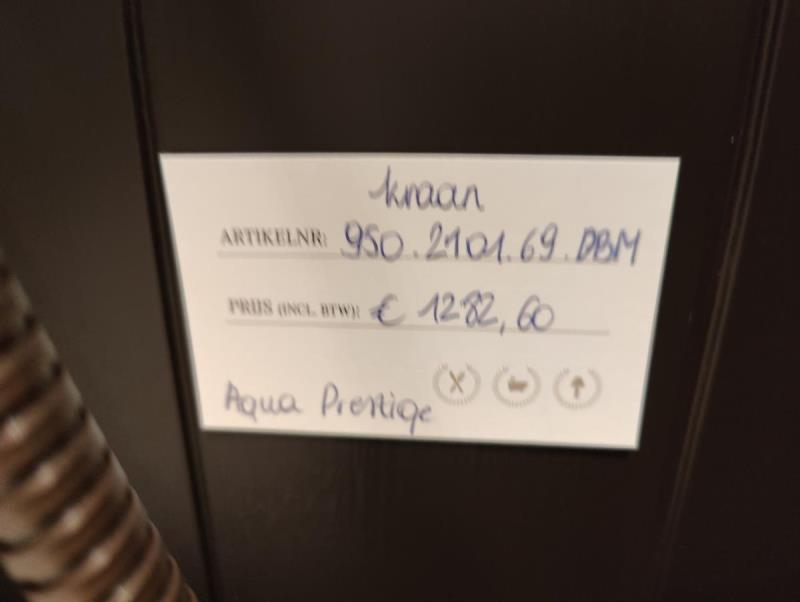 kraan
ARTIKELNR: 950.2101.69.DBM
PRIJS (INCL. BTW): € 1282,60
Aqua Prestige